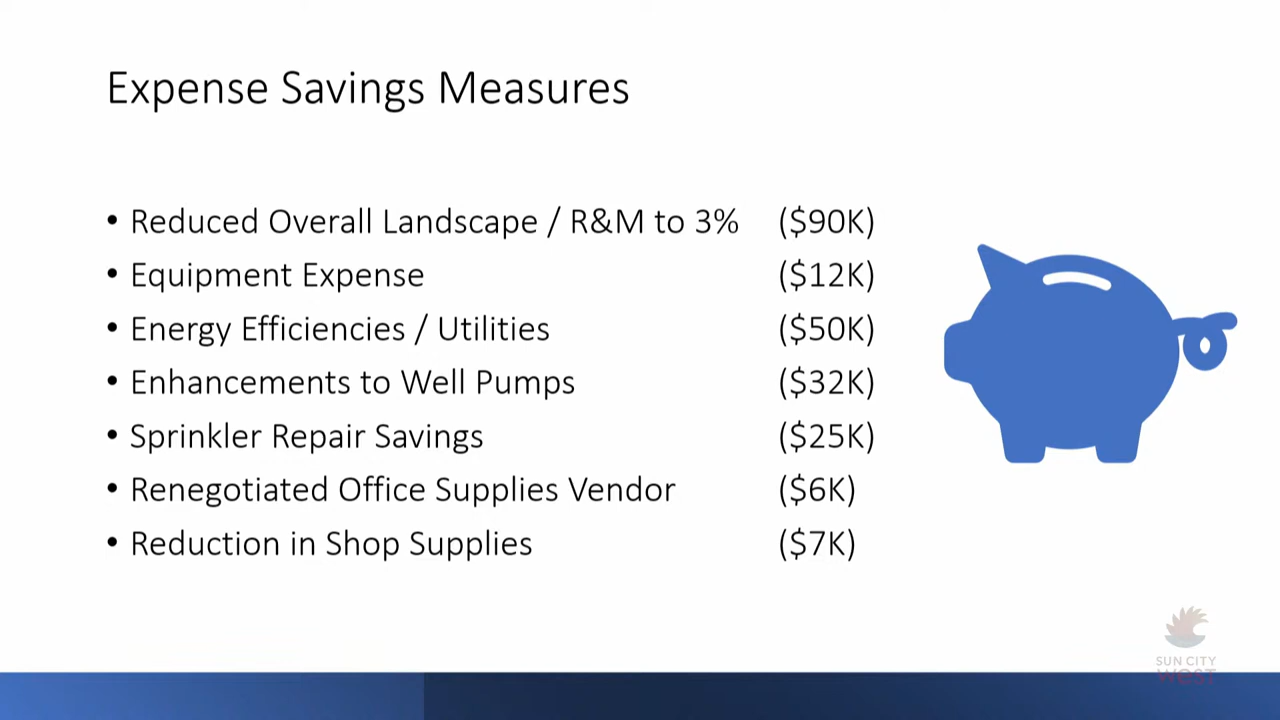 Expense Savings Measures
• Reduced Overall Landscape / R&M to 3% ($90K)
• Equipment Expense ($12K)
• Energy Efficiencies / Utilities ($50K)
• Enhancements to Well Pumps ($32K)
• Sprinkler Repair Savings ($25K)
• Renegotiated Office Supplies Vendor ($6K)
• Reduction in Shop Supplies ($7K)
SUN CITY
west